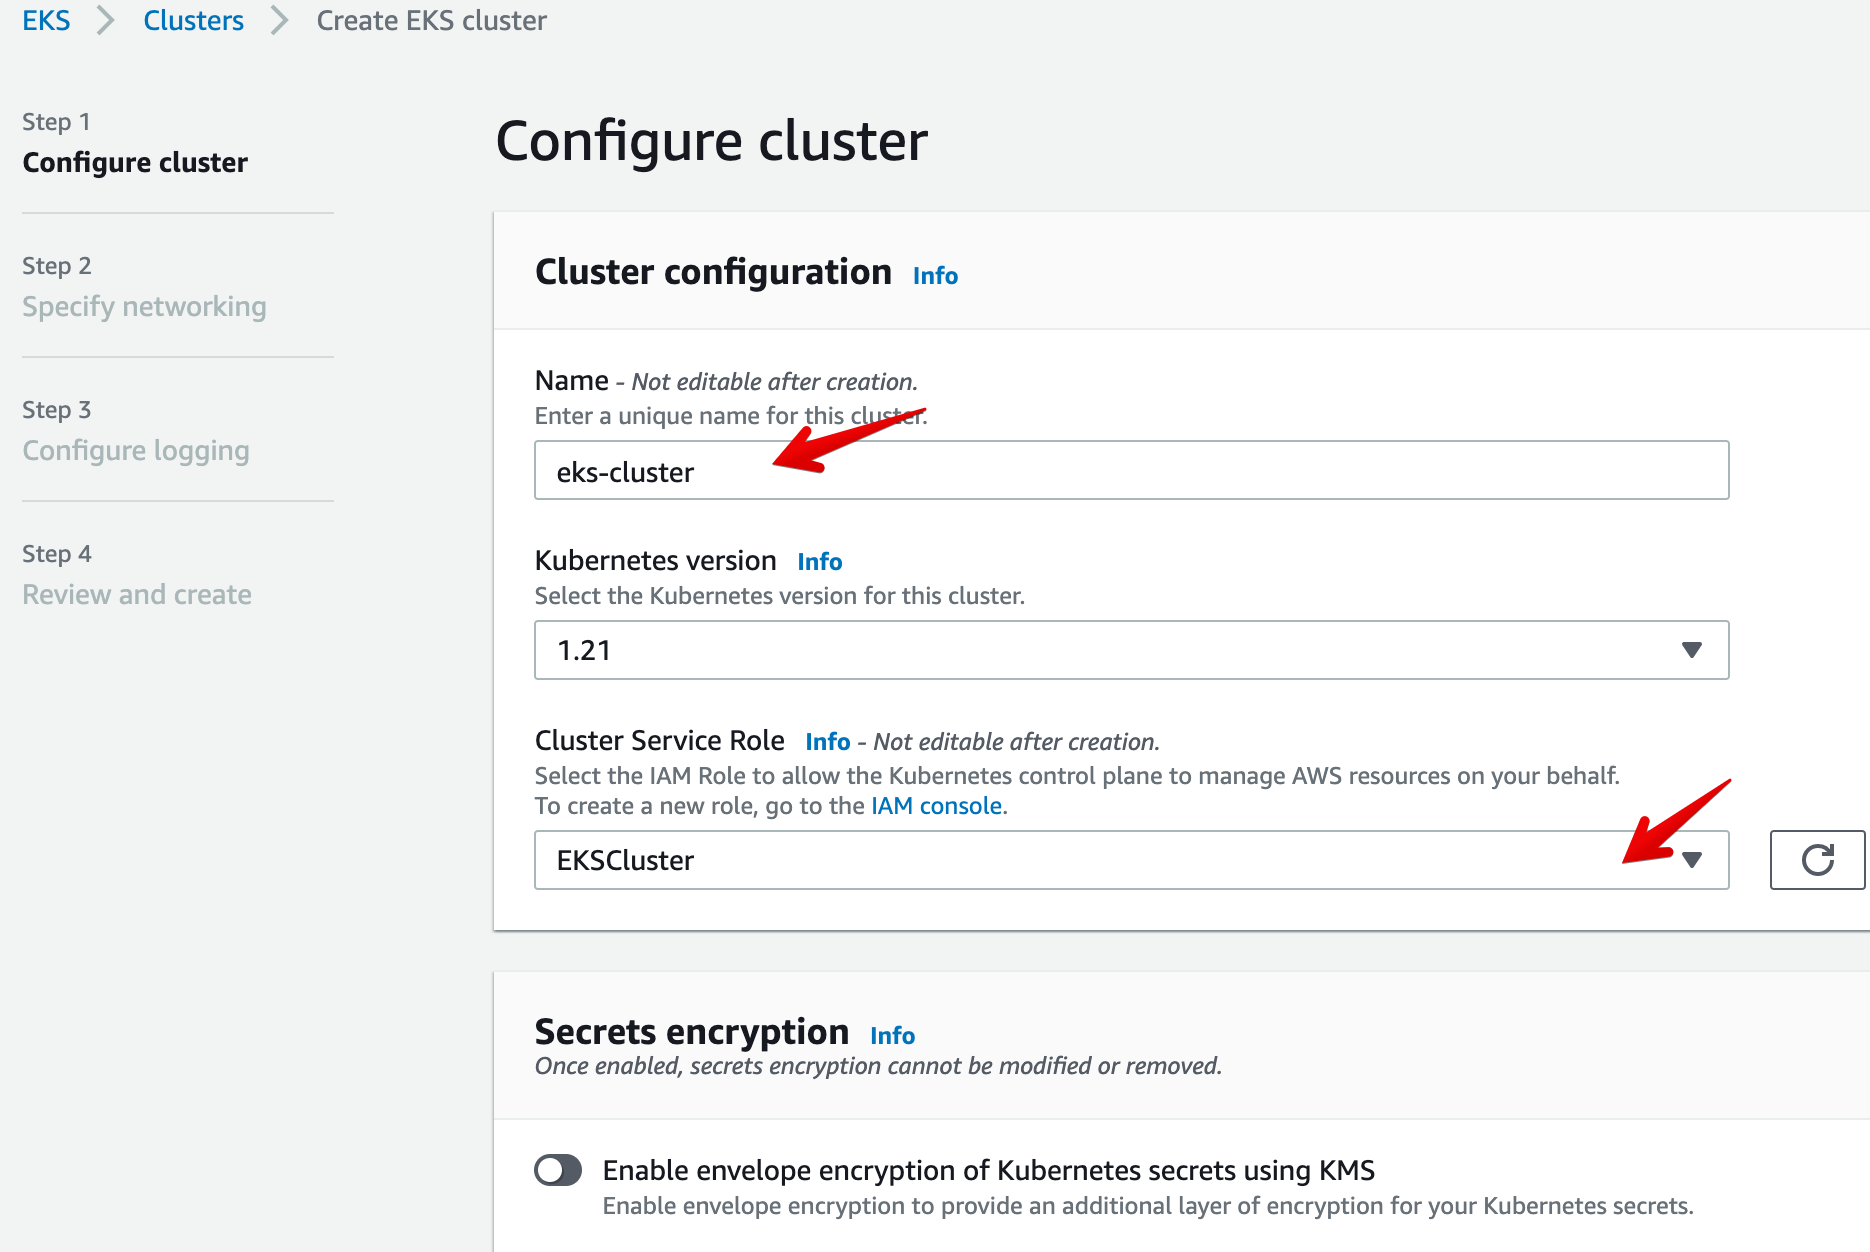 EKS > Clusters > Create EKS cluster
Step 1
Configure cluster
Step 2
Specify networking
Step 3
Configure logging
Step 4
Review and create
Configure cluster
Cluster configuration Info
Name - Not editable after creation.
Enter a unique name for this cluster.
eks-cluster
Kubernetes version Info
Select the Kubernetes version for this cluster.
1.21
Cluster Service Role Info - Not editable after creation.
Select the IAM Role to allow the Kubernetes control plane to manage AWS resources on your behalf.
To create a new role, go to the IAM console.
EKSCluster
Secrets encryption Info
Once enabled, secrets encryption cannot be modified or removed.
Enable envelope encryption of Kubernetes secrets using KMS
Enable envelope encryption to provide an additional layer of encryption for your Kubernetes secrets.